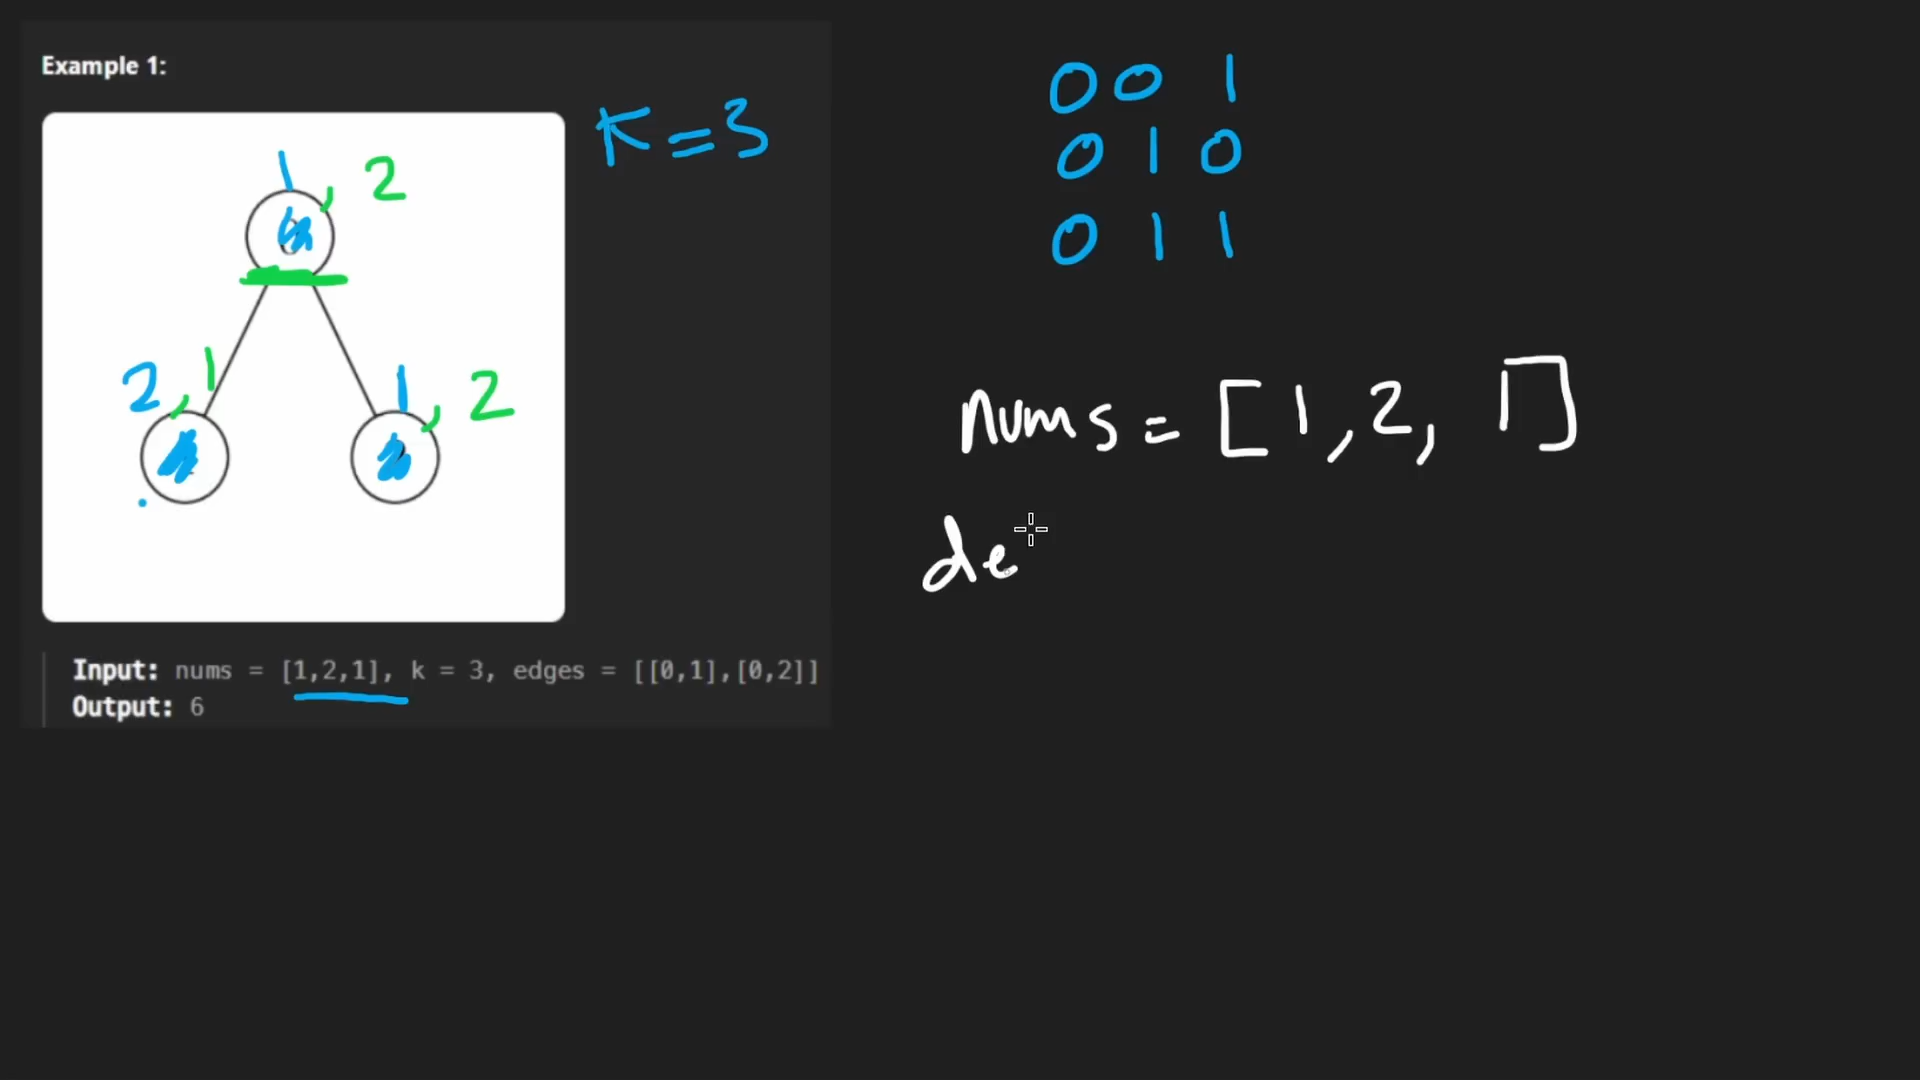 Example 1:
K=3
1, 2
2, 1
1, 2
Input: nums = [1,2,1], k = 3, edges = [[0,1],[0,2]]
Output: 6
0 0 1
0 1 0
0 1 1
nums = [1, 2, 1]
de